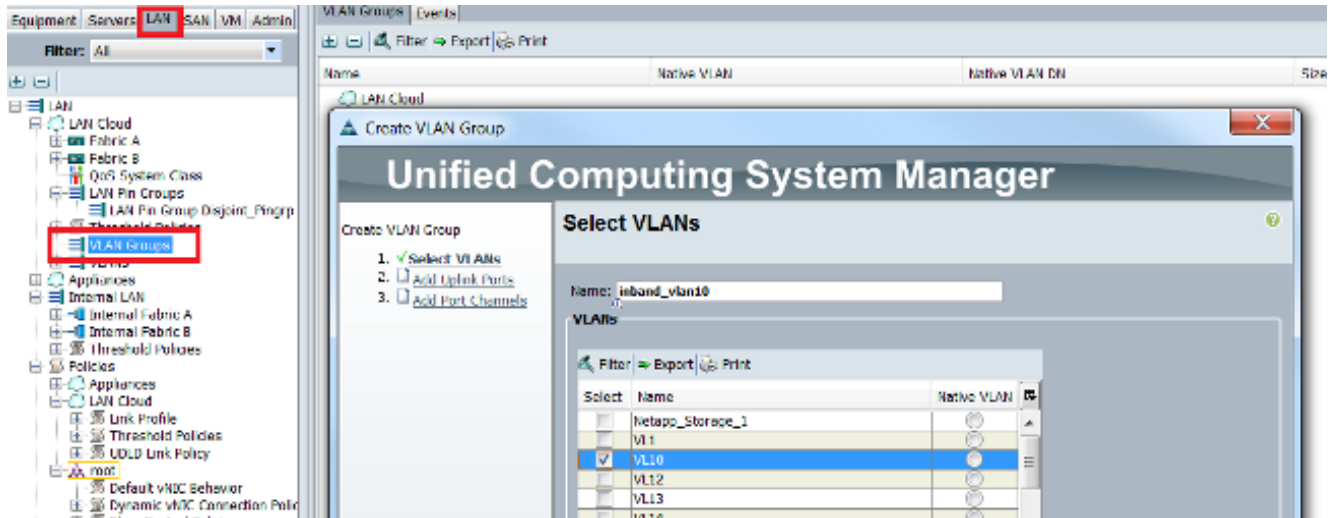 Equipment Servers LAN SAN VM Admin
Filter: All
LAN
LAN Cloud
Fabric A
Fabric B
QoS System Class
LAN Pin Groups
LAN Pin Group Disjoint_Pingrp
Threshold Policies
VLAN Groups
VLANs
Appliances
Internal LAN
Internal Fabric A
Internal Fabric B
Threshold Policies
Policies
Appliances
LAN Cloud
Link Profile
Threshold Policies
UDLD Link Policy
root
Default vNIC Behavior
Dynamic vNIC Connection Polic
VLAN Groups Events
Filter Export Print
Name Native VLAN Native VLAN DN Size
LAN Cloud
Create VLAN Group
Unified Computing System Manager
Create VLAN Group
1. Select VLANs
2. Add Uplink Ports
3. Add Port Channels
Select VLANs
Name: inband_vlan10
VLANs
Filter Export Print
Select Name Native VLAN
Netapp_Storage_1
VL1
VL10
VL12
VL13